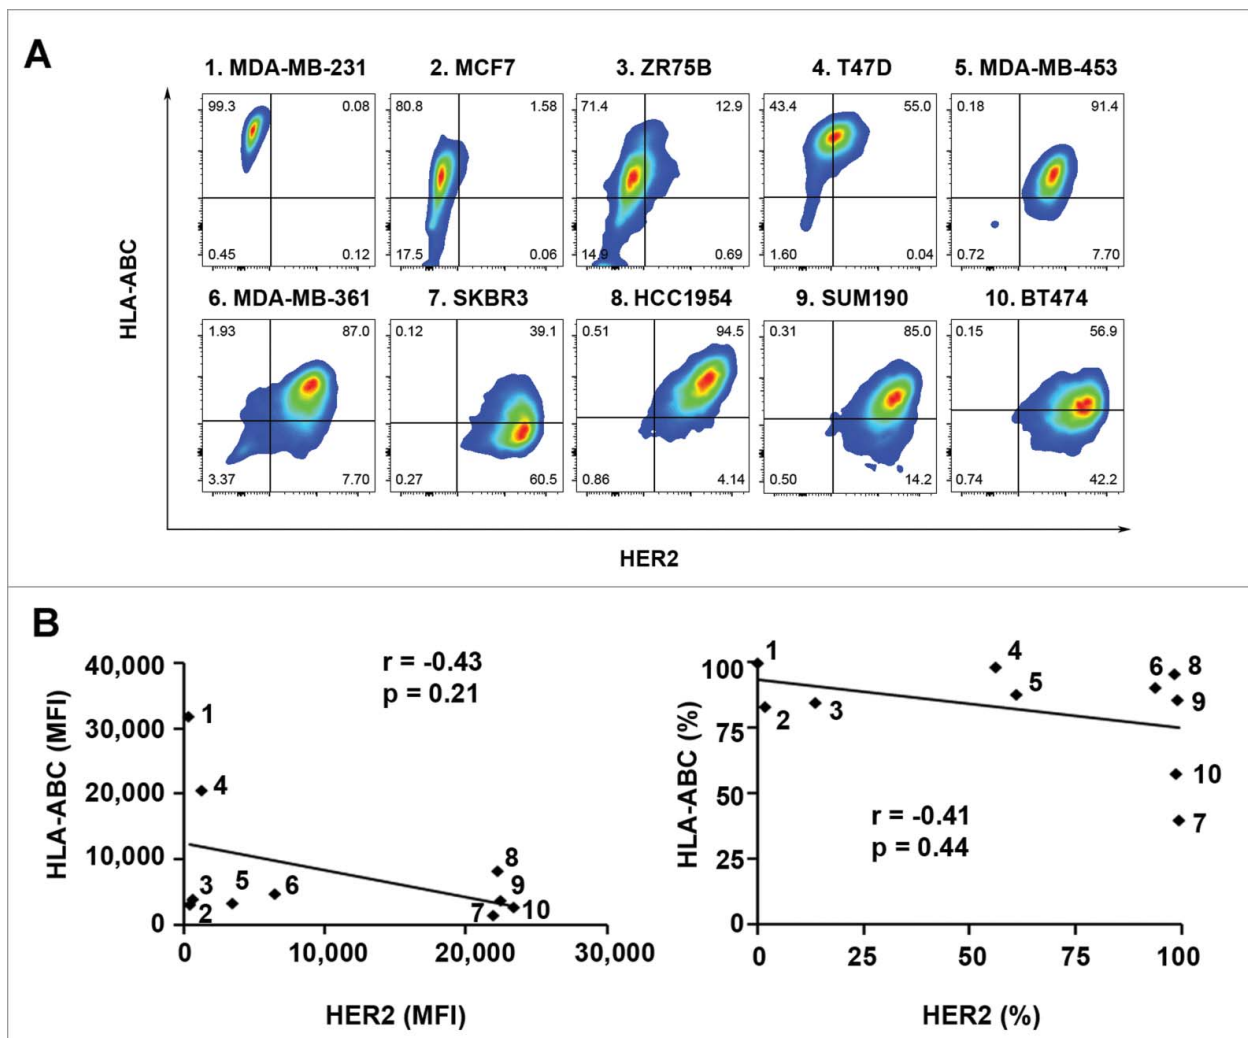 A
1. MDA-MB-231 2. MCF7 3. ZR75B 4. T47D 5. MDA-MB-453
99.3 0.08 80.8 1.58 71.4 12.9 43.4 55.0 0.18 91.4
0.45 0.12 17.5 0.06 14.9 0.69 1.60 0.04 0.72 7.70
HLA-ABC
6. MDA-MB-361 7. SKBR3 8. HCC1954 9. SUM190 10. BT474
1.93 87.0 0.12 39.1 0.51 94.5 0.31 85.0 0.15 56.9
3.37 7.70 0.27 60.5 0.86 4.14 0.50 14.2 0.74 42.2
HER2
B
r = -0.43
p = 0.21
HLA-ABC (MFI)
40,000
30,000
20,000
10,000
0
1
4
3
2
5
6
7
8
9
10
0 10,000 20,000 30,000
HER2 (MFI)
HLA-ABC (%)
100
75
50
25
0
1
2
3
4
5
6
8
9
10
7
r = -0.41
p = 0.44
0 25 50 75 100
HER2 (%)